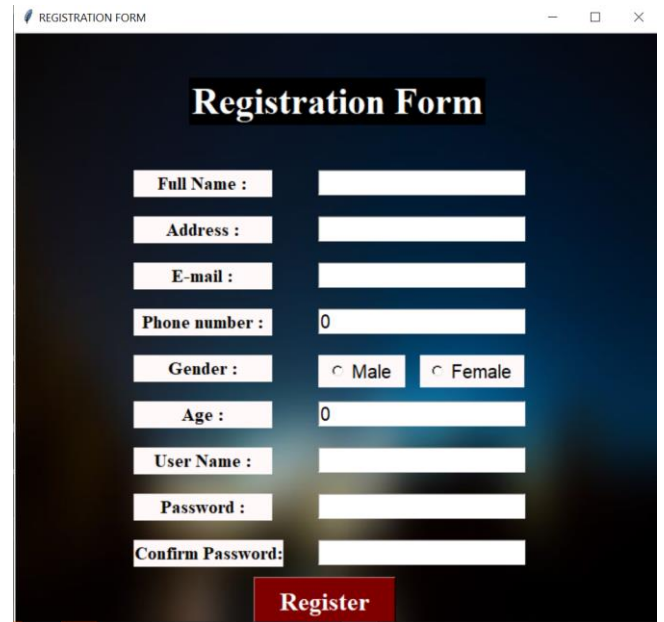 REGISTRATION FORM
Registration Form
Full Name :
Address :
E-mail :
Phone number : 0
Gender : Male Female
Age : 0
User Name :
Password :
Confirm Password:
Register